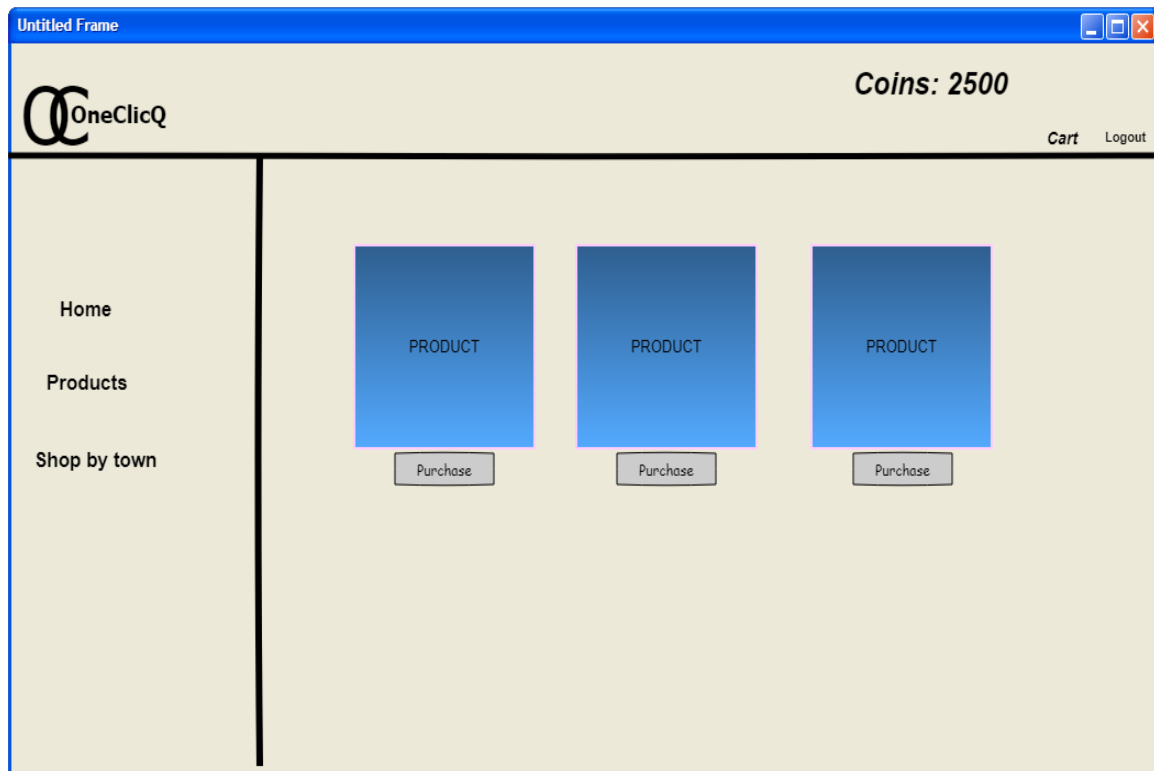 Untitled Frame
Coins: 2500
OC OneClicQ
Cart Logout
Home
Products
Shop by town
PRODUCT PRODUCT PRODUCT
Purchase Purchase Purchase